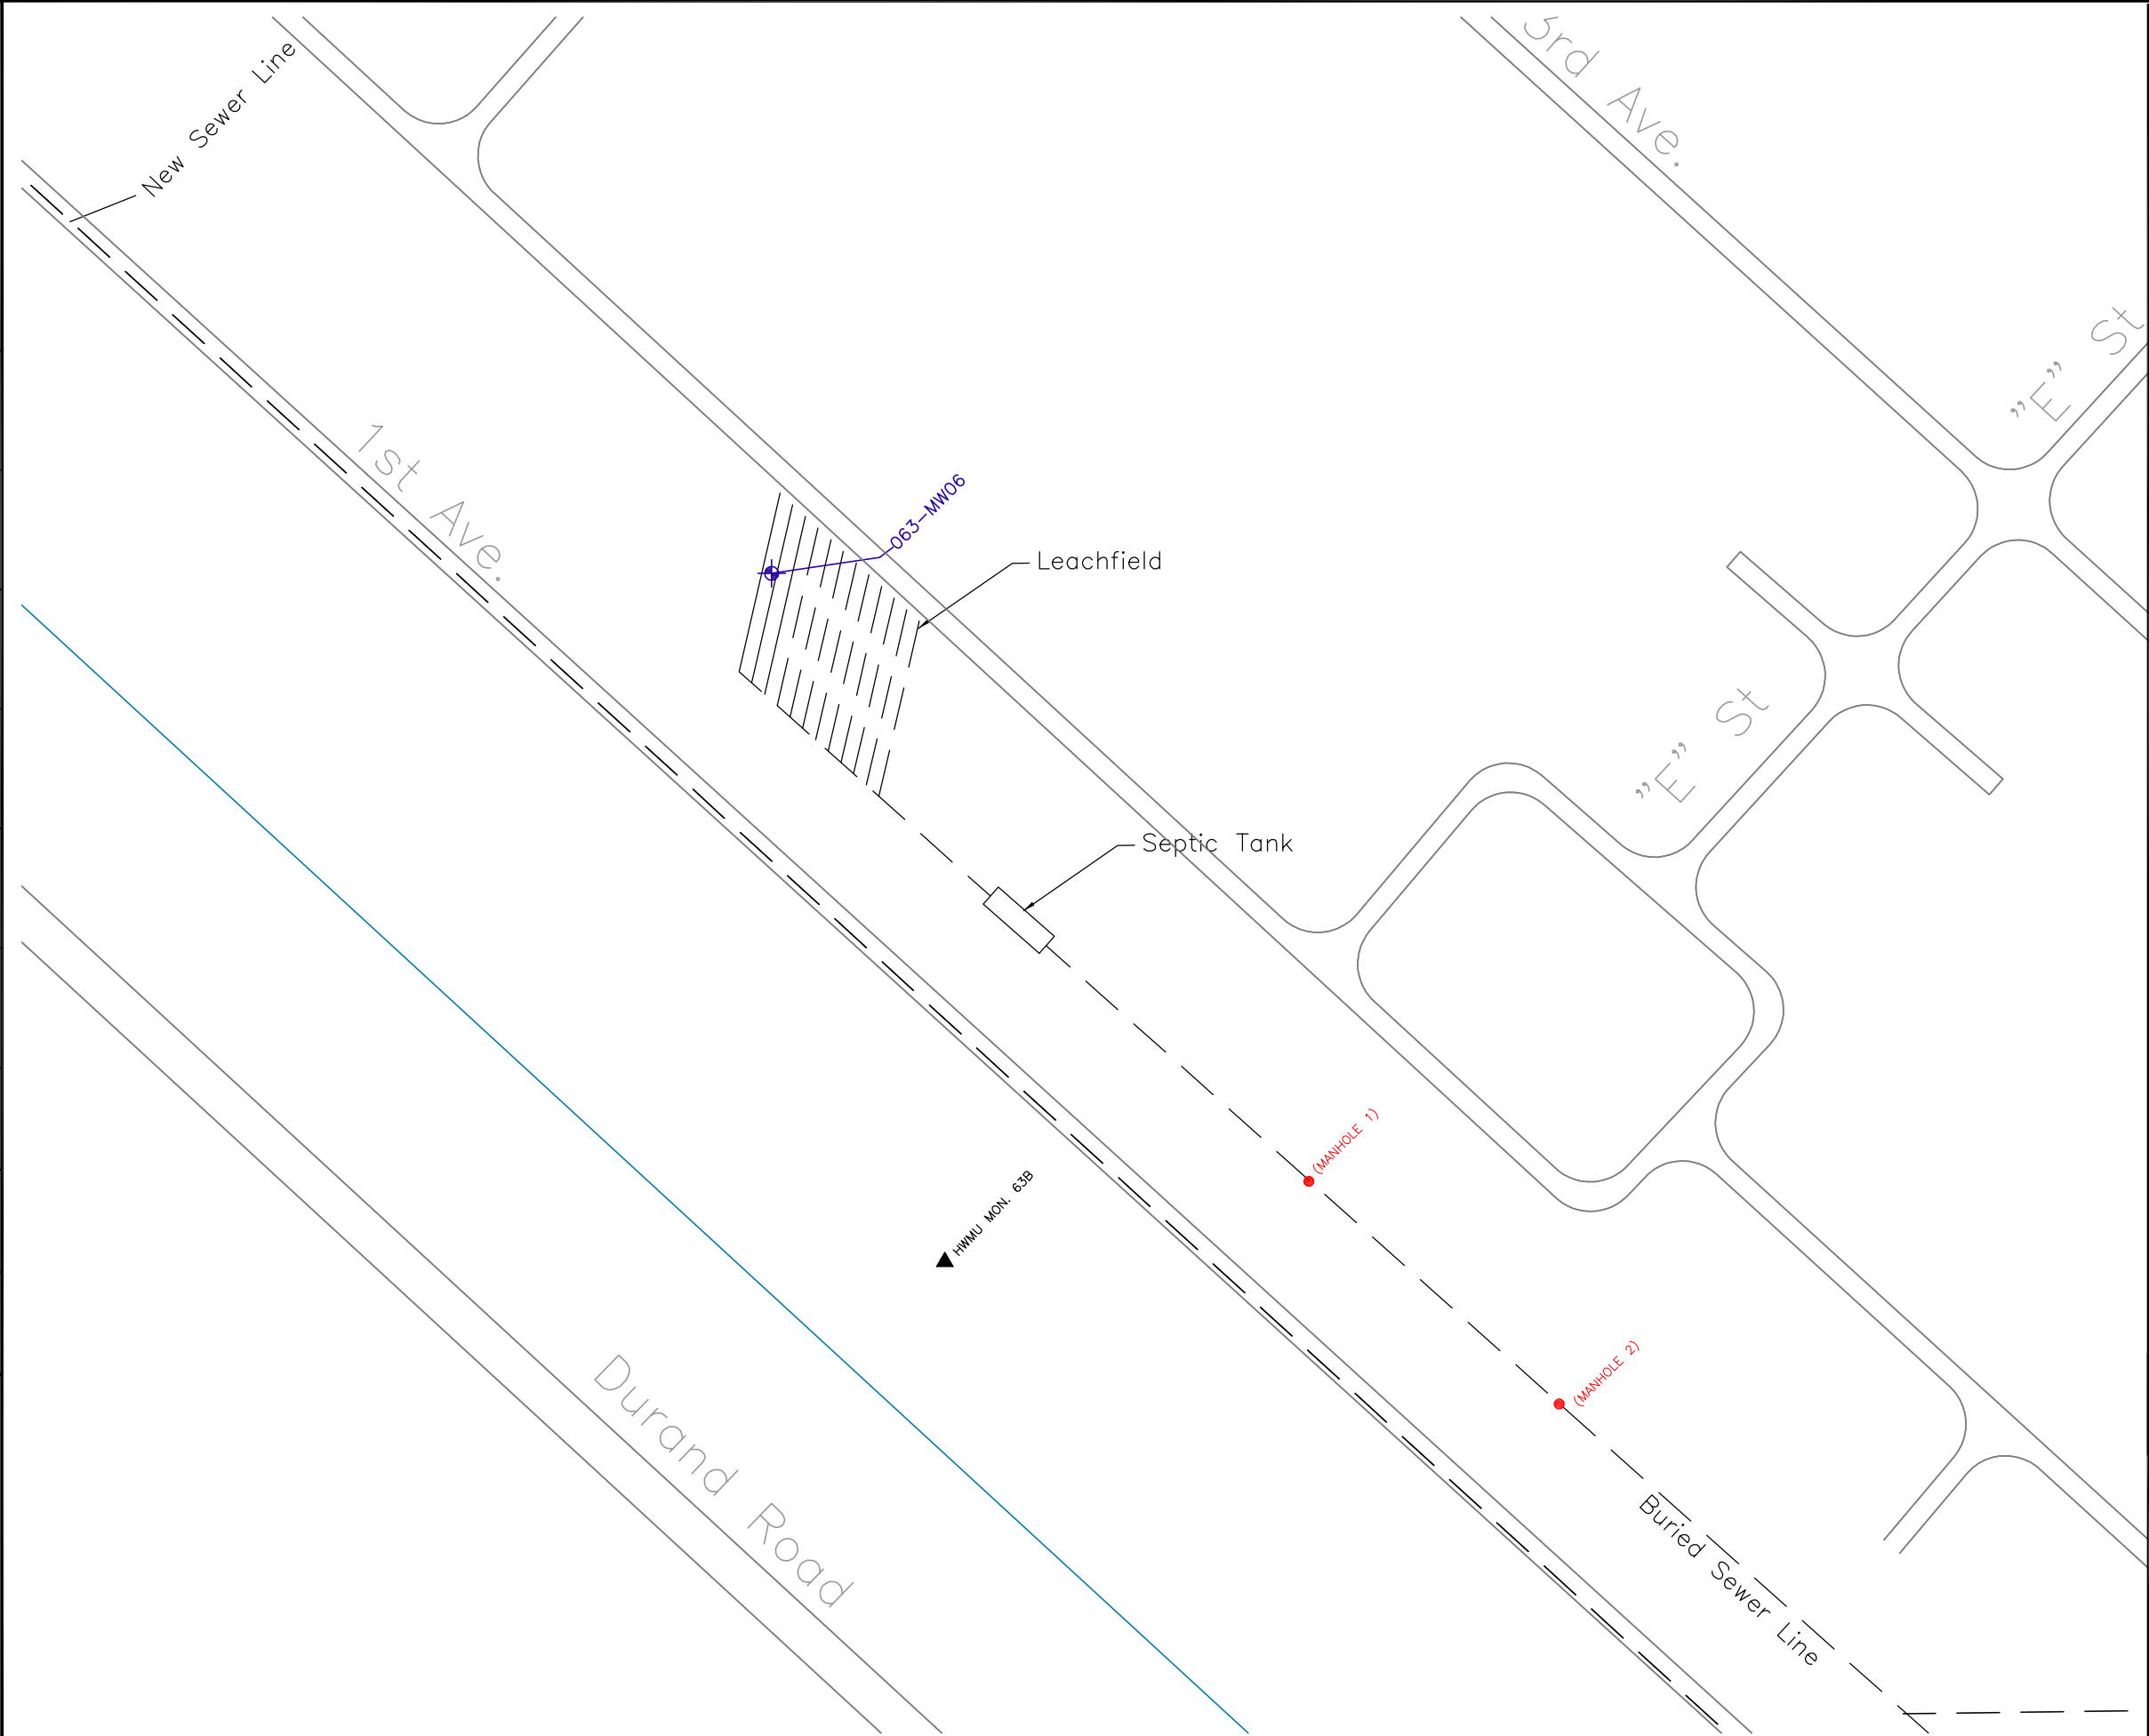 New Sewer Line
3rd Ave.
"E" St
1st Ave.
063-MW06
Leachfield
"E" St
Septic Tank
(MANHOLE 1)
HWMU MON. 63B
(MANHOLE 2)
Durand Road
Buried Sewer Line